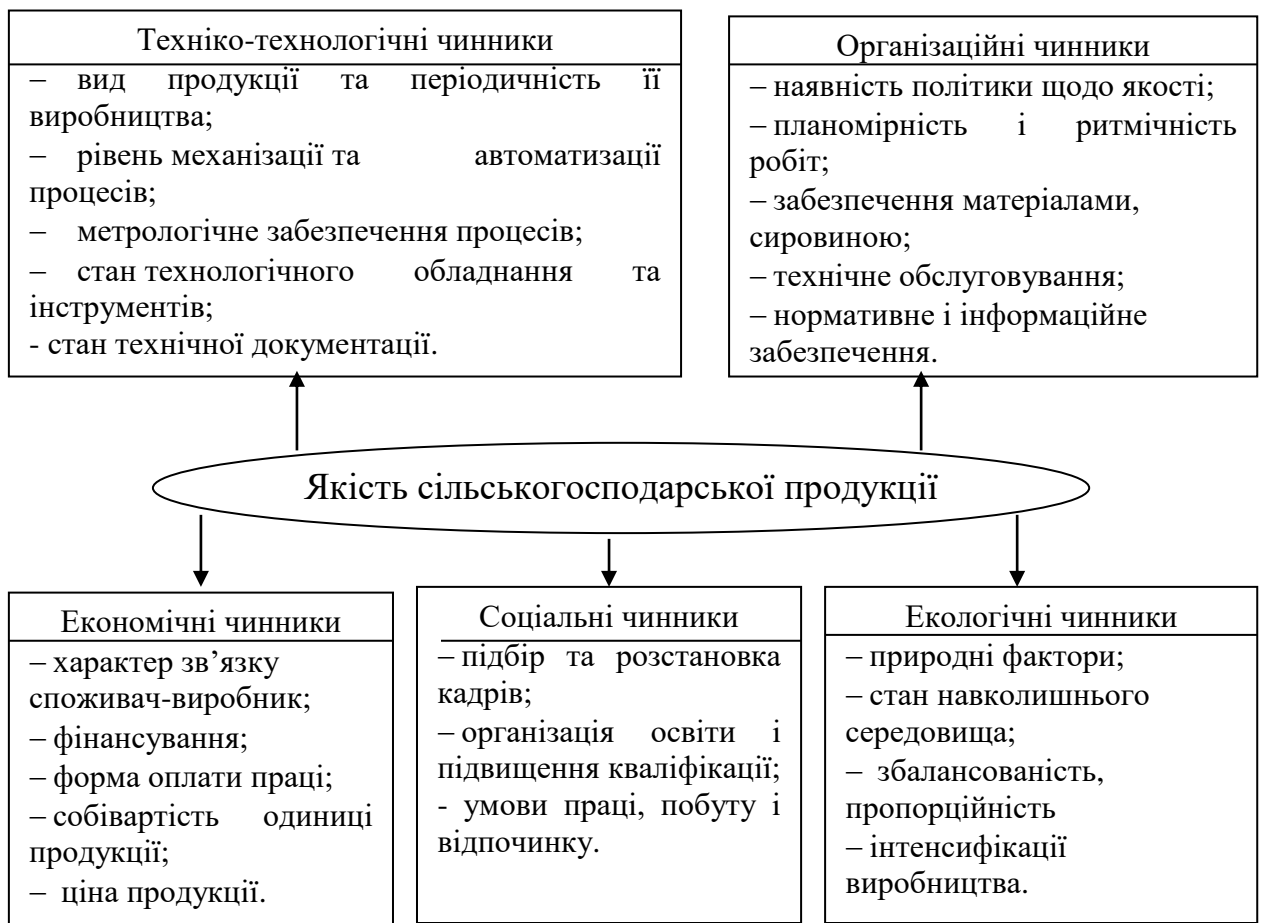 Техніко-технологічні чинники
– вид продукції та періодичність її
виробництва;
– рівень механізації та автоматизації
процесів;
– метрологічне забезпечення процесів;
– стан технологічного обладнання та
інструментів;
- стан технічної документації.
Організаційні чинники
– наявність політики щодо якості;
– планомірність і ритмічність
робіт;
– забезпечення матеріалами,
сировиною;
– технічне обслуговування;
– нормативне і інформаційне
забезпечення.
Якість сільськогосподарської продукції
Економічні чинники
– характер зв’язку
споживач-виробник;
– фінансування;
– форма оплати праці;
– собівартість одиниці
продукції;
– ціна продукції.
Соціальні чинники
– підбір та розстановка
кадрів;
– організація освіти і
підвищення кваліфікації;
- умови праці, побуту і
відпочинку.
Екологічні чинники
– природні фактори;
– стан навколишнього
середовища;
– збалансованість,
пропорційність
– інтенсифікації
виробництва.